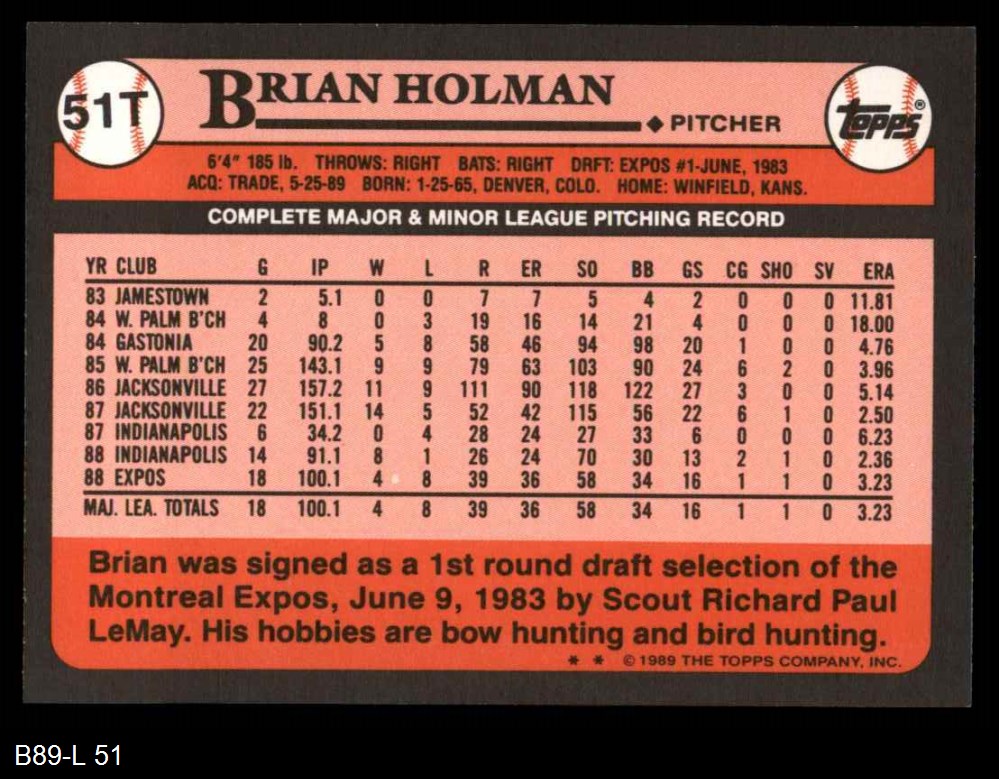 51T
BRIAN HOLMAN
◆ PITCHER
TOPPS®
6'4" 185 lb. THROWS: RIGHT BATS: RIGHT DRFT: EXPOS #1-JUNE, 1983
ACQ: TRADE, 5-25-89 BORN: 1-25-65, DENVER, COLO. HOME: WINFIELD, KANS.
COMPLETE MAJOR & MINOR LEAGUE PITCHING RECORD
YR CLUB G IP W L R ER SO BB GS CG SHO SV ERA
83 JAMESTOWN 2 5.1 0 0 7 7 5 4 2 0 0 0 11.81
84 W. PALM B'CH 4 8 0 3 19 16 14 21 4 0 0 0 18.00
84 GASTONIA 20 90.2 5 8 58 46 94 98 20 1 0 0 4.76
85 W. PALM B'CH 25 143.1 9 9 79 63 103 90 24 6 2 0 3.96
86 JACKSONVILLE 27 157.2 11 9 111 90 118 122 27 3 0 0 5.14
87 JACKSONVILLE 22 151.1 14 5 52 42 115 56 22 6 1 0 2.50
87 INDIANAPOLIS 6 34.2 0 4 28 24 27 33 6 0 0 0 6.23
88 INDIANAPOLIS 14 91.1 8 1 26 24 70 30 13 2 1 0 2.36
88 EXPOS 18 100.1 4 8 39 36 58 34 16 1 1 0 3.23
MAJ. LEA. TOTALS 18 100.1 4 8 39 36 58 34 16 1 1 0 3.23
Brian was signed as a 1st round draft selection of the
Montreal Expos, June 9, 1983 by Scout Richard Paul
LeMay. His hobbies are bow hunting and bird hunting.
* * © 1989 THE TOPPS COMPANY, INC.
B89-L 51